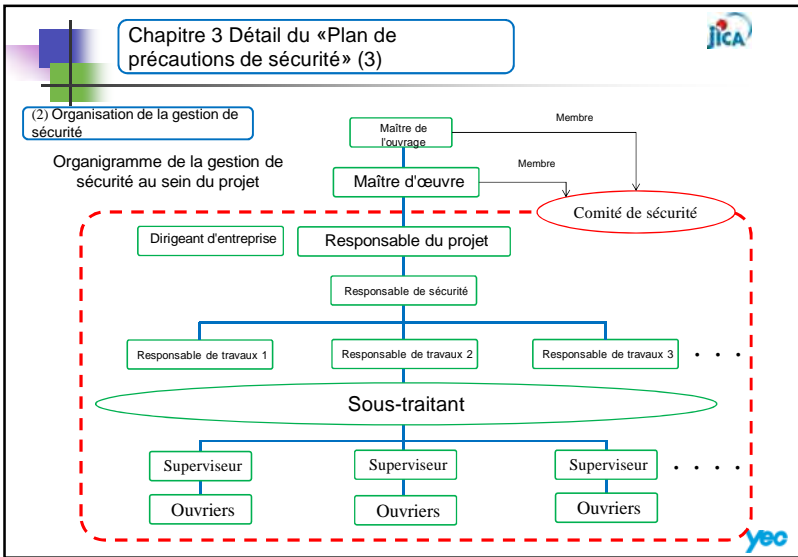 Chapitre 3 Détail du «Plan de
précautions de sécurité» (3)
jICA
(2) Organisation de la gestion de
sécurité
Organigramme de la gestion de
sécurité au sein du projet
Maître de
l'ouvrage
Membre
Membre
Maître d'œuvre
Comité de sécurité
Dirigeant d'entreprise
Responsable du projet
Responsable de sécurité
Responsable de travaux 1
Responsable de travaux 2
Responsable de travaux 3
· · ·
Sous-traitant
Superviseur
Superviseur
Superviseur
· · · ·
Ouvriers
Ouvriers
Ouvriers
yec